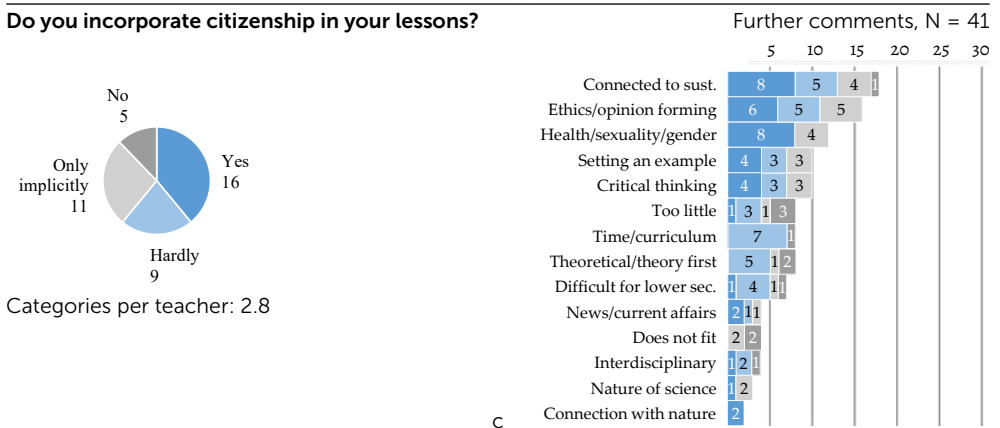 Do you incorporate citizenship in your lessons?
Further comments, N = 41
5 10 15 20 25 30
No
5
Yes
16
Only
implicitly
11
Hardly
9
Categories per teacher: 2.8
Connected to sust. 8 5 4 1
Ethics/opinion forming 6 5 5
Health/sexuality/gender 8 4
Setting an example 4 3 3
Critical thinking 4 3 3
Too little 1 3 1 3
Time/curriculum 7 1
Theoretical/theory first 5 1 2
Difficult for lower sec. 1 4 1 1
News/current affairs 2 1 1
Does not fit 2 2
Interdisciplinary 1 2 1
Nature of science 1 2
Connection with nature 2
c